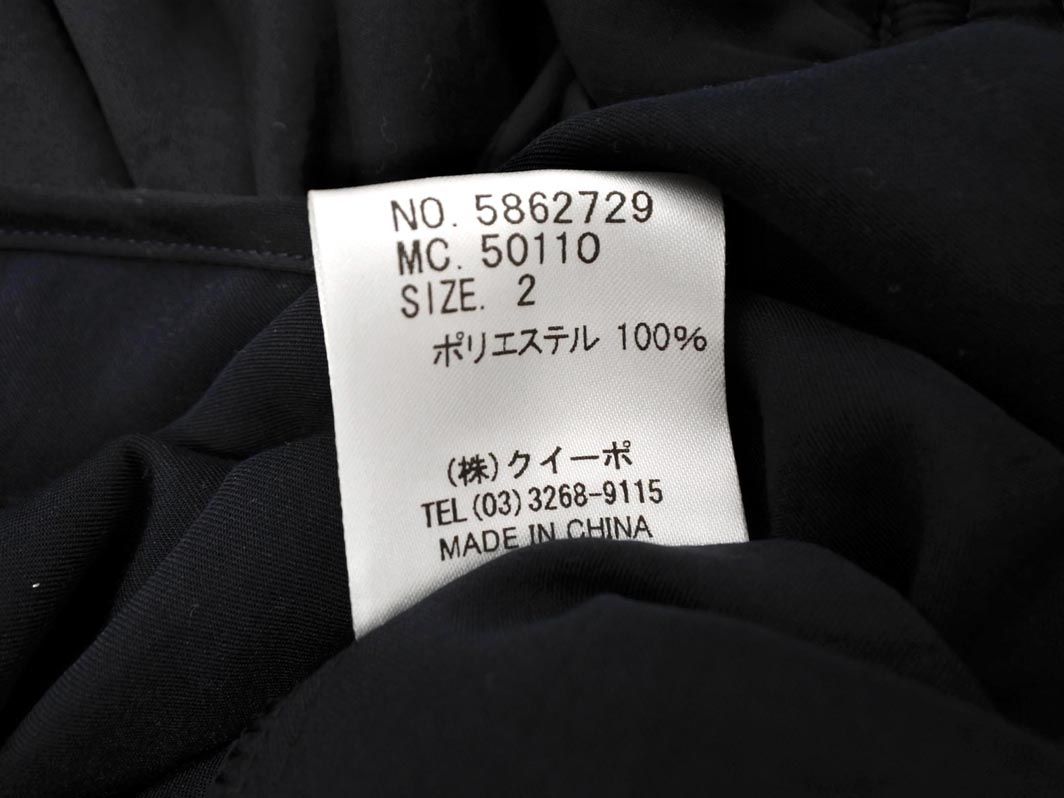 NO. 5862729
MC. 50110
SIZE. 2
ポリエステル 100%
(株)クイーポ
TEL(03)3268-9115
MADE IN CHINA